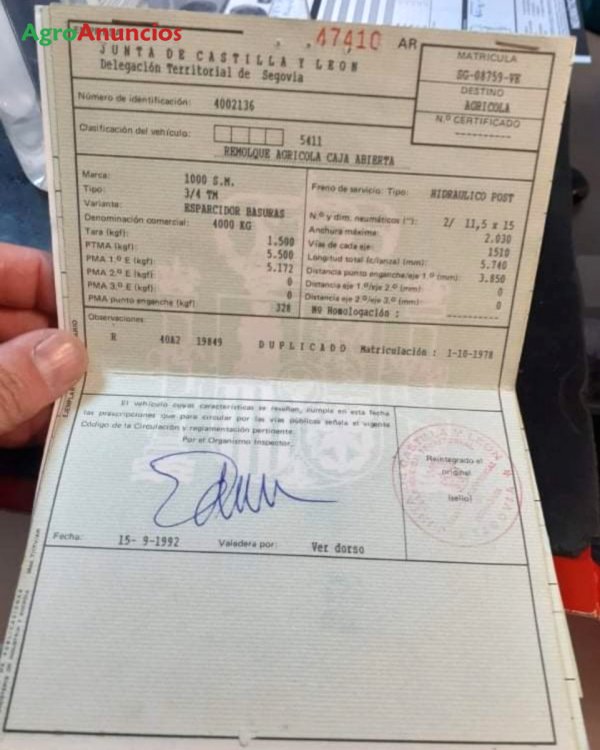 AgroAnuncios
47410 AR
JUNTA DE CASTILLA Y LEON
Delegación Territorial de Segovia
MATRICULA
SG-08759-VE
DESTINO
AGRICOLA
N.º CERTIFICADO
Número de identificación: 4002136
Clasificación del vehículo: 5411
REMOLQUE AGRICOLA CAJA ABIERTA
Marca: 1000 S.M.
Tipo: 3/4 TM
Variante: ESPARCIDOR BASURAS
Denominación comercial: 4000 KG
Tara (kgf): 1.500
PTMA (kgf): 5.500
PMA 1.º E (kgf): 5.172
PMA 2.º E (kgf): 0
PMA 3.º E (kgf): 0
PMA punto enganche (kgf) 328
Freno de servicio: Tipo: HIDRAULICO POST
N.º y dim. neumáticos (''): 2/ 11,5 x 15
Anchura máxima: 2.030
Vías de cada eje: 1510
Longitud total (c/lanza) (mm): 5.740
Distancia punto enganche/eje 1.º (mm): 3.850
Distancia eje 1.º/eje 2.º (mm): 0
Distancia eje 2.º/eje 3.º (mm): 0
No Homologación : ----------
Observaciones:
R 40A2 19849 DUPLICADO Matriculación : 1-10-1978
El vehículo cuyas características se reseñan, cumple en esta fecha
las prescripciones que para circular por las vías públicas señala el vigente
Código de la Circulación y reglamentación pertinente.
Por el Organismo Inspector,
Reintegrado el
original
(sello)
Fecha: 15- 9-1992 Valedera por: Ver dorso